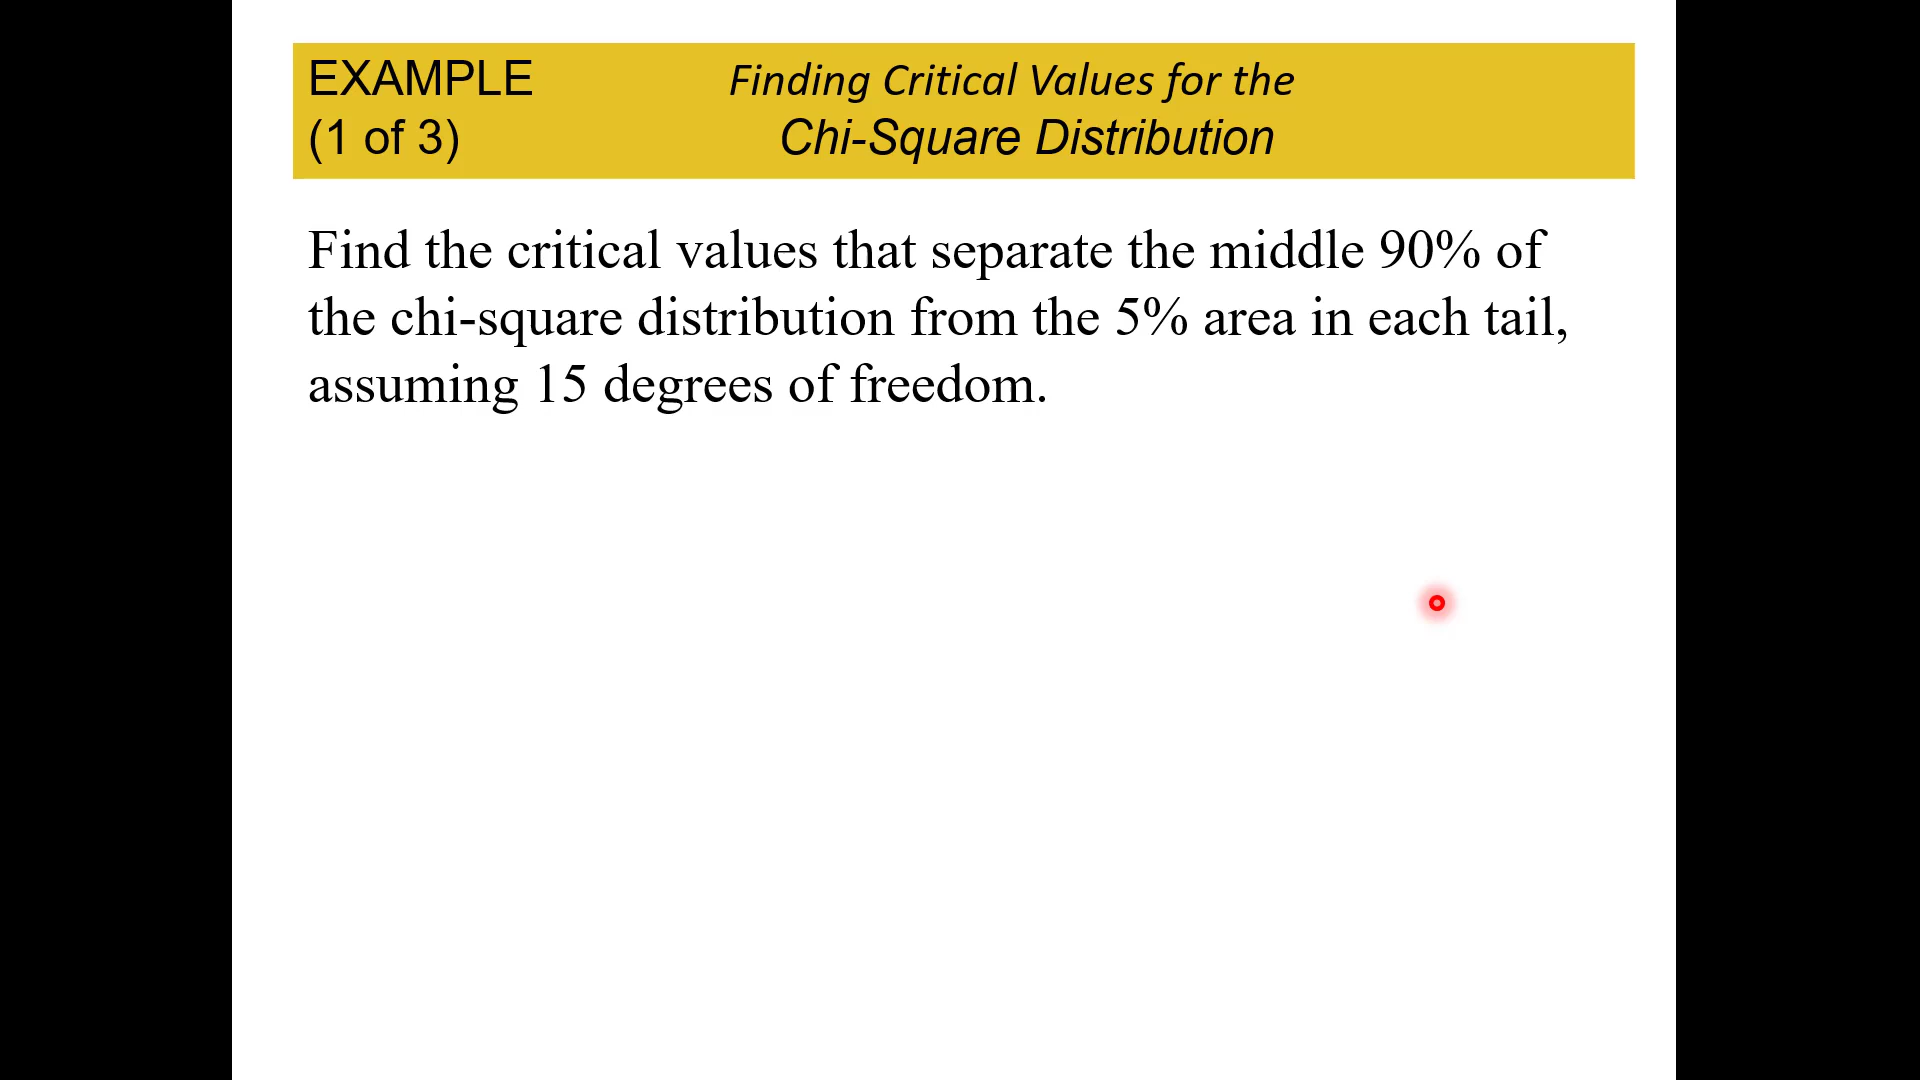 EXAMPLE
(1 of 3)
Finding Critical Values for the
Chi-Square Distribution
Find the critical values that separate the middle 90% of
the chi-square distribution from the 5% area in each tail,
assuming 15 degrees of freedom.